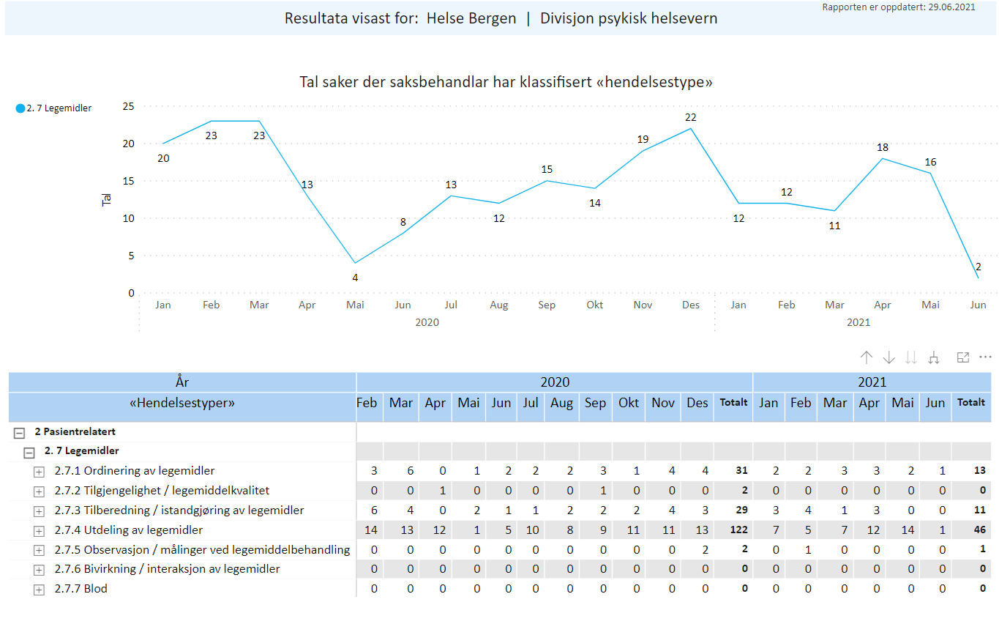 Rapporten er oppdatert: 29.06.2021
Resultata visast for: Helse Bergen | Divisjon psykisk helsevern
Tal saker der saksbehandlar har klassifisert «hendelsestype»
2. 7 Legemidler
Tal
25
20
15
10
5
0
20 23 23 13 4 8 13 12 15 14 19 22 12 12 11 18 16 2
Jan Feb Mar Apr Mai Jun Jul Aug Sep Okt Nov Des Jan Feb Mar Apr Mai Jun
2020 2021
År 2020 2021
«Hendelsestyper» Feb Mar Apr Mai Jun Jul Aug Sep Okt Nov Des Totalt Jan Feb Mar Apr Mai Jun Totalt
2 Pasientrelatert
2. 7 Legemidler
2.7.1 Ordinering av legemidler 3 6 0 1 2 2 2 3 1 4 4 31 2 2 3 3 2 1 13
2.7.2 Tilgjengelighet / legemiddelkvalitet 0 0 1 0 0 0 0 1 0 0 0 2 0 0 0 0 0 0 0
2.7.3 Tilberedning / istandgjøring av legemidler 6 4 0 2 1 1 2 2 2 4 3 29 3 4 1 3 0 0 11
2.7.4 Utdeling av legemidler 14 13 12 1 5 10 8 9 11 11 13 122 7 5 7 12 14 1 46
2.7.5 Observasjon / målinger ved legemiddelbehandling 0 0 0 0 0 0 0 0 0 0 2 2 0 1 0 0 0 0 1
2.7.6 Bivirkning / interaksjon av legemidler 0 0 0 0 0 0 0 0 0 0 0 0 0 0 0 0 0 0 0
2.7.7 Blod 0 0 0 0 0 0 0 0 0 0 0 0 0 0 0 0 0 0 0